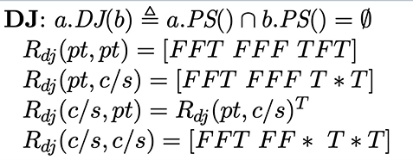 DJ: a.DJ(b) ≜ a.PS() ∩ b.PS() = ∅
R_dj(pt, pt) = [FFT FFF TFT]
R_dj(pt, c/s) = [FFT FFF T * T]
R_dj(c/s, pt) = R_dj(pt, c/s)^T
R_dj(c/s, c/s) = [FFT FF * T * T]